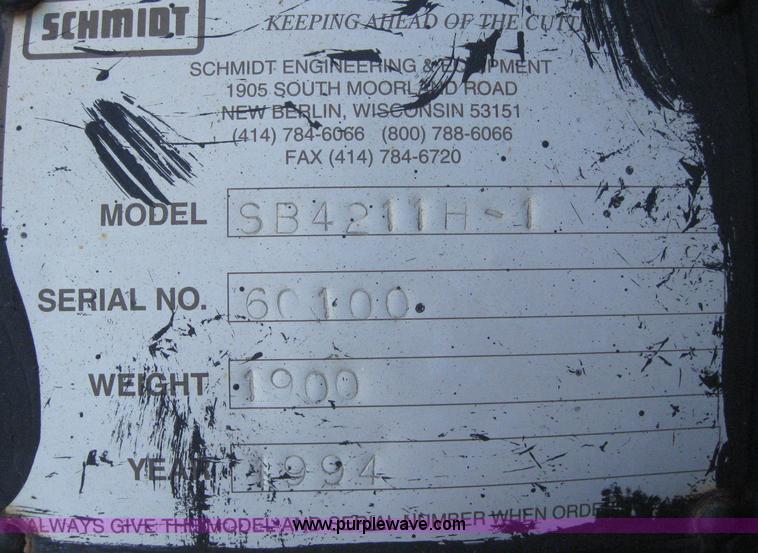 SCHMIDT
KEEPING AHEAD OF THE
SCHMIDT ENGINEERING & EQUIPMENT
1905 SOUTH MOORLAND ROAD
NEW BERLIN, WISCONSIN 53151
(414) 784-6066 (800) 788-6066
FAX (414) 784-6720
MODEL SB4211H-1
SERIAL NO. 60100
WEIGHT 1900
YEAR 1994
ALWAYS GIVE THE MODEL AND SERIAL NUMBER WHEN
www.purplewave.com